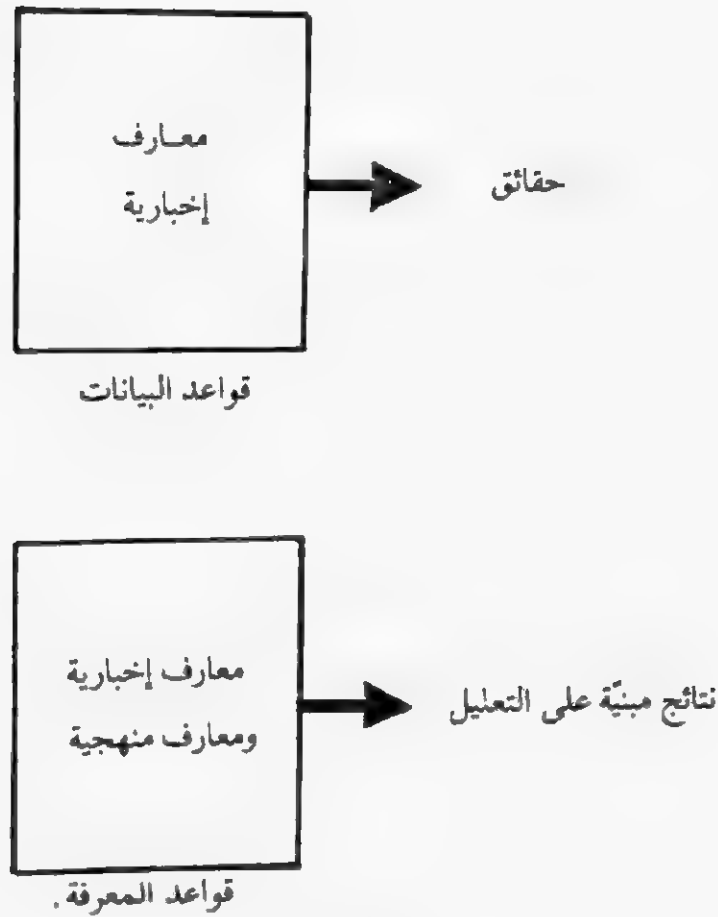 معارف
إخبارية
حقائق
قواعد البيانات
معارف إخبارية
ومعارف منهجية
نتائج مبنيّة على التعليل
قواعد المعرفة .